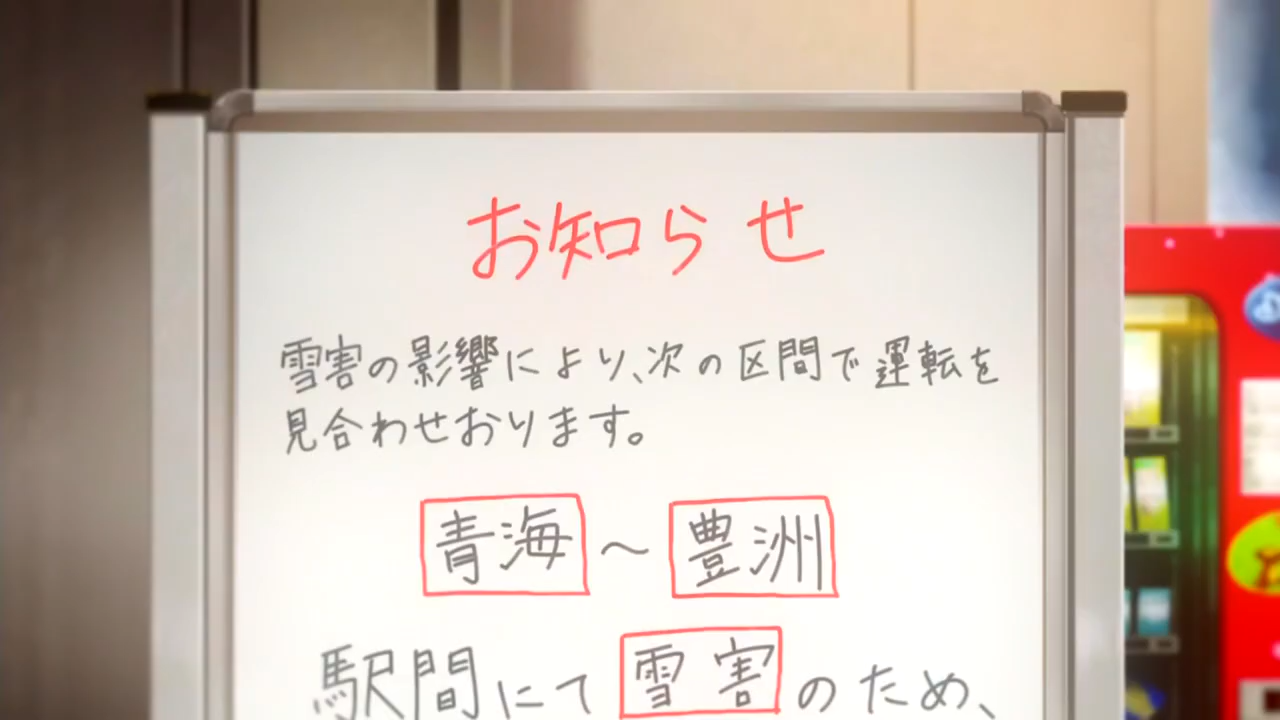 お知らせ
雪害の影響により、次の区間で運転を
見合わせております。
青海～豊洲
駅間にて雪害のため、